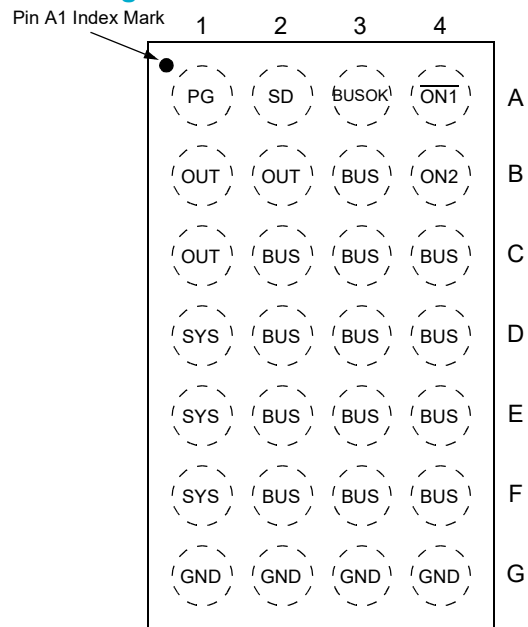 Pin A1 Index Mark
1 2 3 4
PG SD BUSOK O̅N̅1̅ A
OUT OUT BUS ON2 B
OUT BUS BUS BUS C
SYS BUS BUS BUS D
SYS BUS BUS BUS E
SYS BUS BUS BUS F
GND GND GND GND G